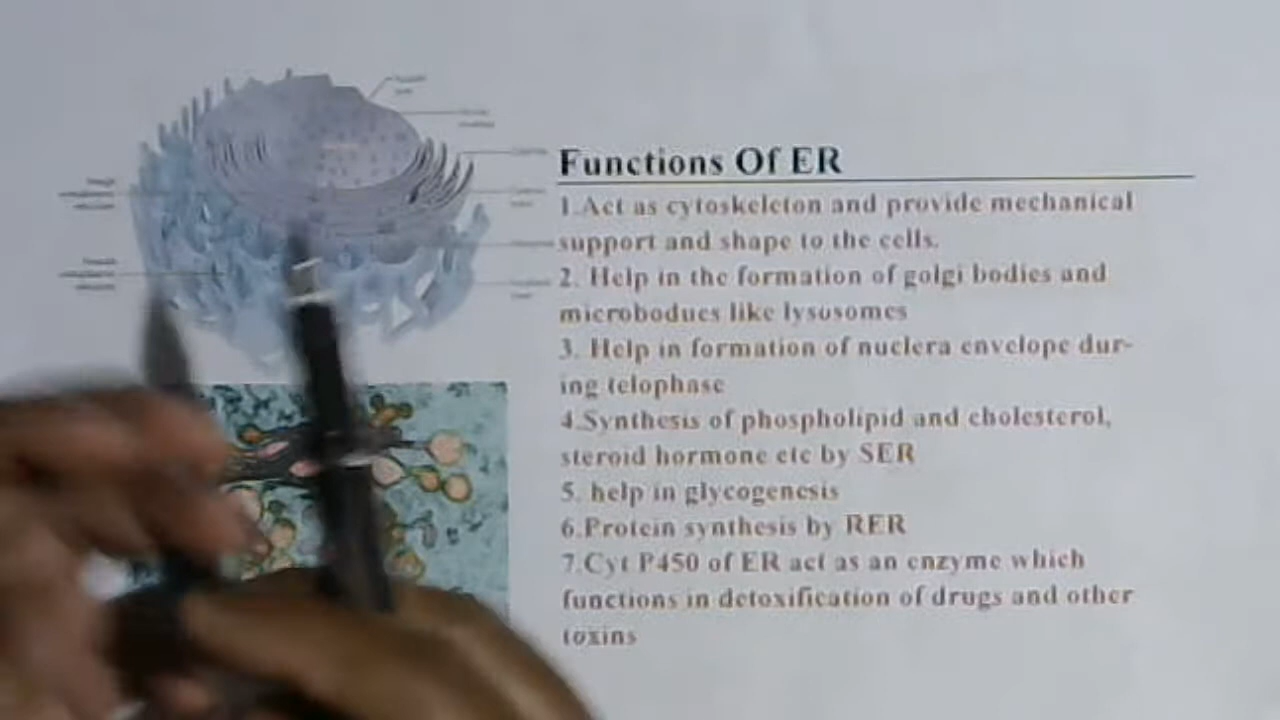 Functions Of ER
1.Act as cytoskeleton and provide mechanical
support and shape to the cells.
2. Help in the formation of golgi bodies and
microbodues like lysosomes
3. Help in formation of nuclera envelope dur-
ing telophase
4.Synthesis of phospholipid and cholesterol,
steroid hormone etc by SER
5. help in glycogenesis
6.Protein synthesis by RER
7.Cyt P450 of ER act as an enzyme which
functions in detoxification of drugs and other
toxins